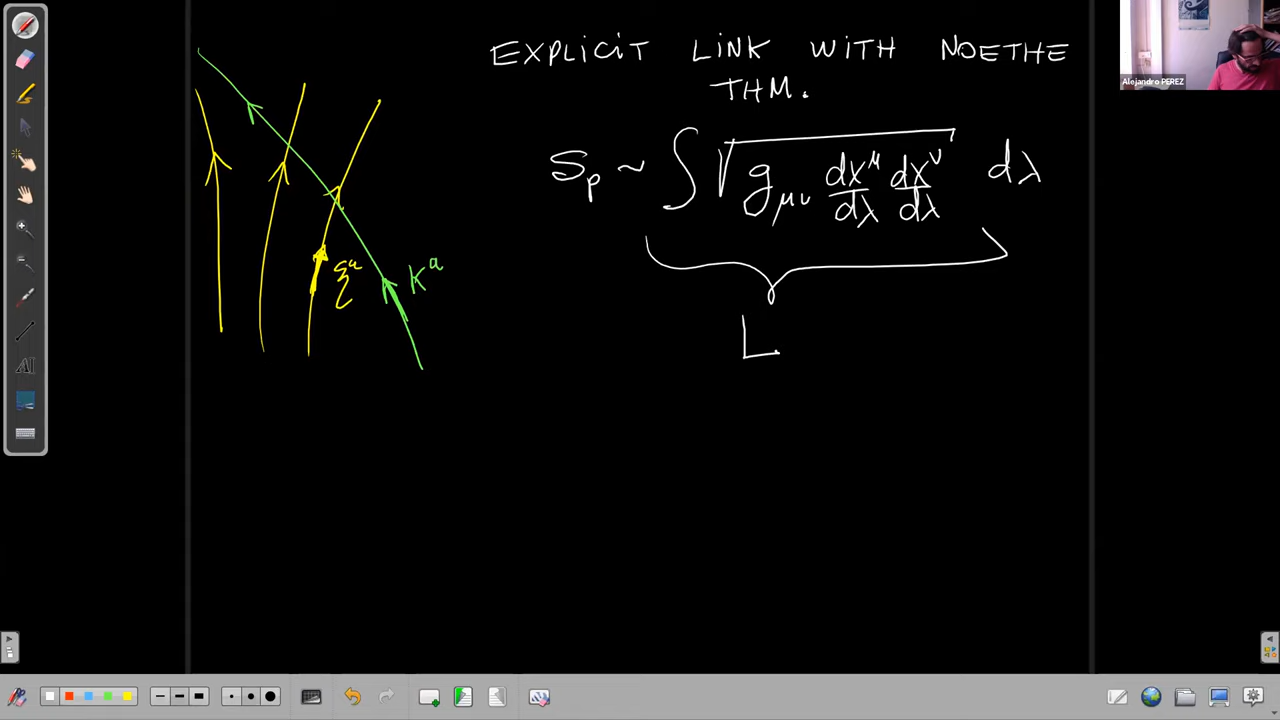 EXPLICIT LINK WITH NOETHE
THM.
S_p ~ ∫ √(g_μν dx^μ/dλ dx^ν/dλ) dλ
L
ξ^a
k^a
Alejandro PEREZ